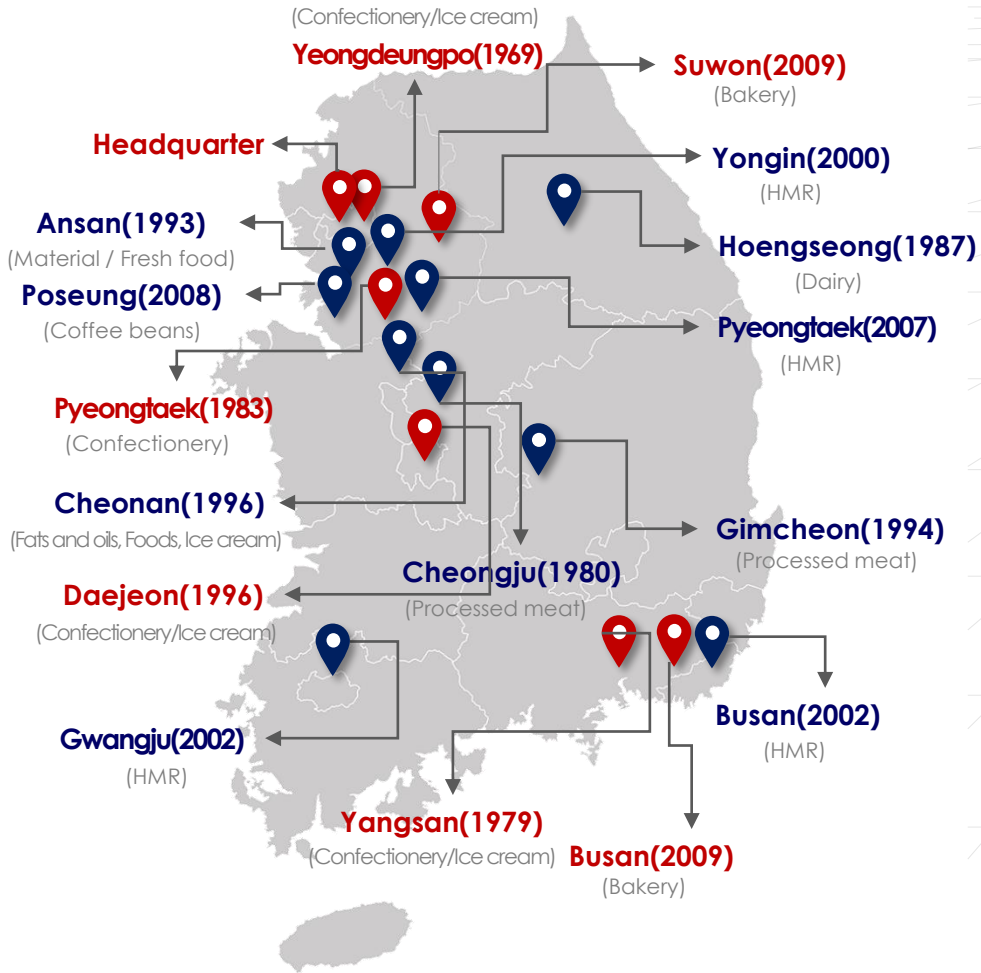 (Confectionery/Ice cream)
Yeongdeungpo(1969)
Suwon(2009)
(Bakery)
Headquarter
Yongin(2000)
(HMR)
Ansan(1993)
(Material / Fresh food)
Hoengseong(1987)
(Dairy)
Poseung(2008)
(Coffee beans)
Pyeongtaek(2007)
(HMR)
Pyeongtaek(1983)
(Confectionery)
Cheonan(1996)
(Fats and oils, Foods, Ice cream)
Gimcheon(1994)
(Processed meat)
Cheongju(1980)
(Processed meat)
Daejeon(1996)
(Confectionery/Ice cream)
Busan(2002)
(HMR)
Gwangju(2002)
(HMR)
Yangsan(1979)
(Confectionery/Ice cream)
Busan(2009)
(Bakery)